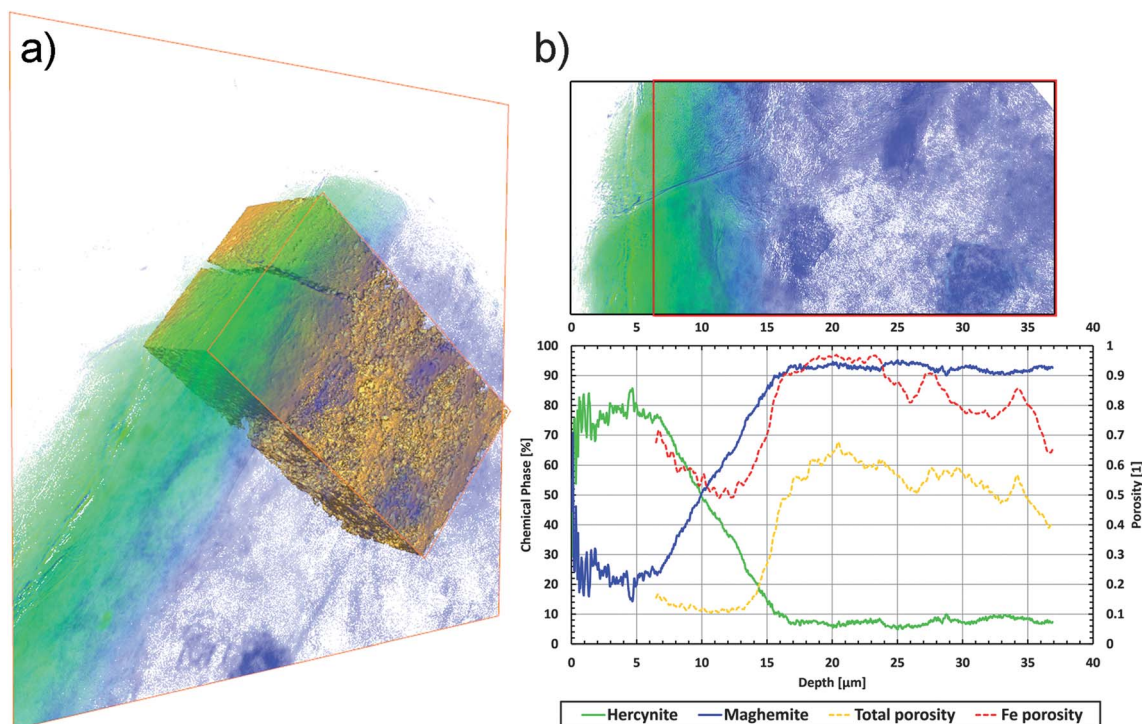 a)
b)
0 5 10 15 20 25 30 35 40
100 90 80 70 60 50 40 30 20 10 0
Chemical Phase [%]
1 0.9 0.8 0.7 0.6 0.5 0.4 0.3 0.2 0.1 0
Porosity [1]
0 5 10 15 20 25 30 35 40
Depth [µm]
Hercynite Maghemite Total porosity Fe porosity